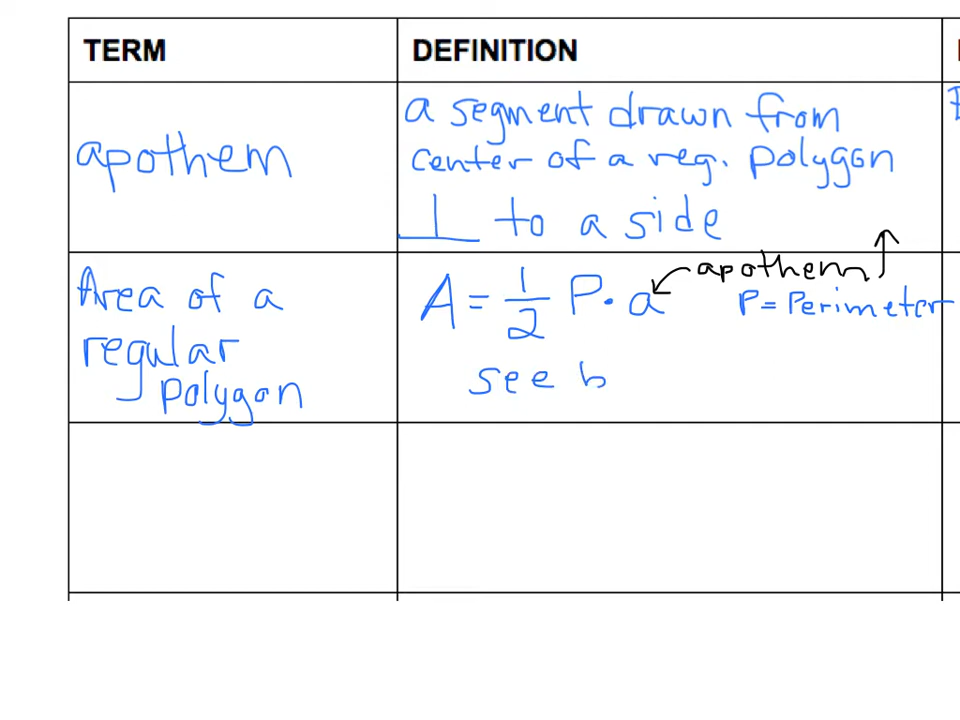 TERM
DEFINITION
apothem
a segment drawn from
center of a reg. polygon
⊥ to a side
Area of a
regular
polygon
A = 1/2 P · a
apothem
P = Perimeter
see b